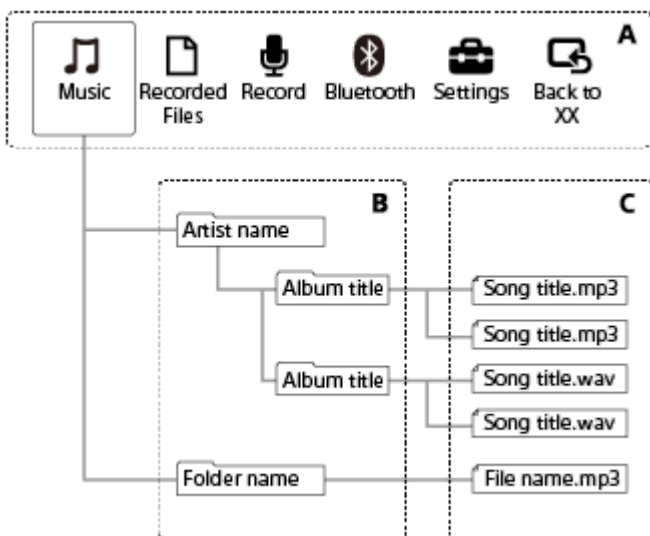 A
Music
Recorded
Files
Record
Bluetooth
Settings
Back to
XX
B
C
Artist name
Album title
Song title.mp3
Song title.mp3
Album title
Song title.wav
Song title.wav
Folder name
File name.mp3